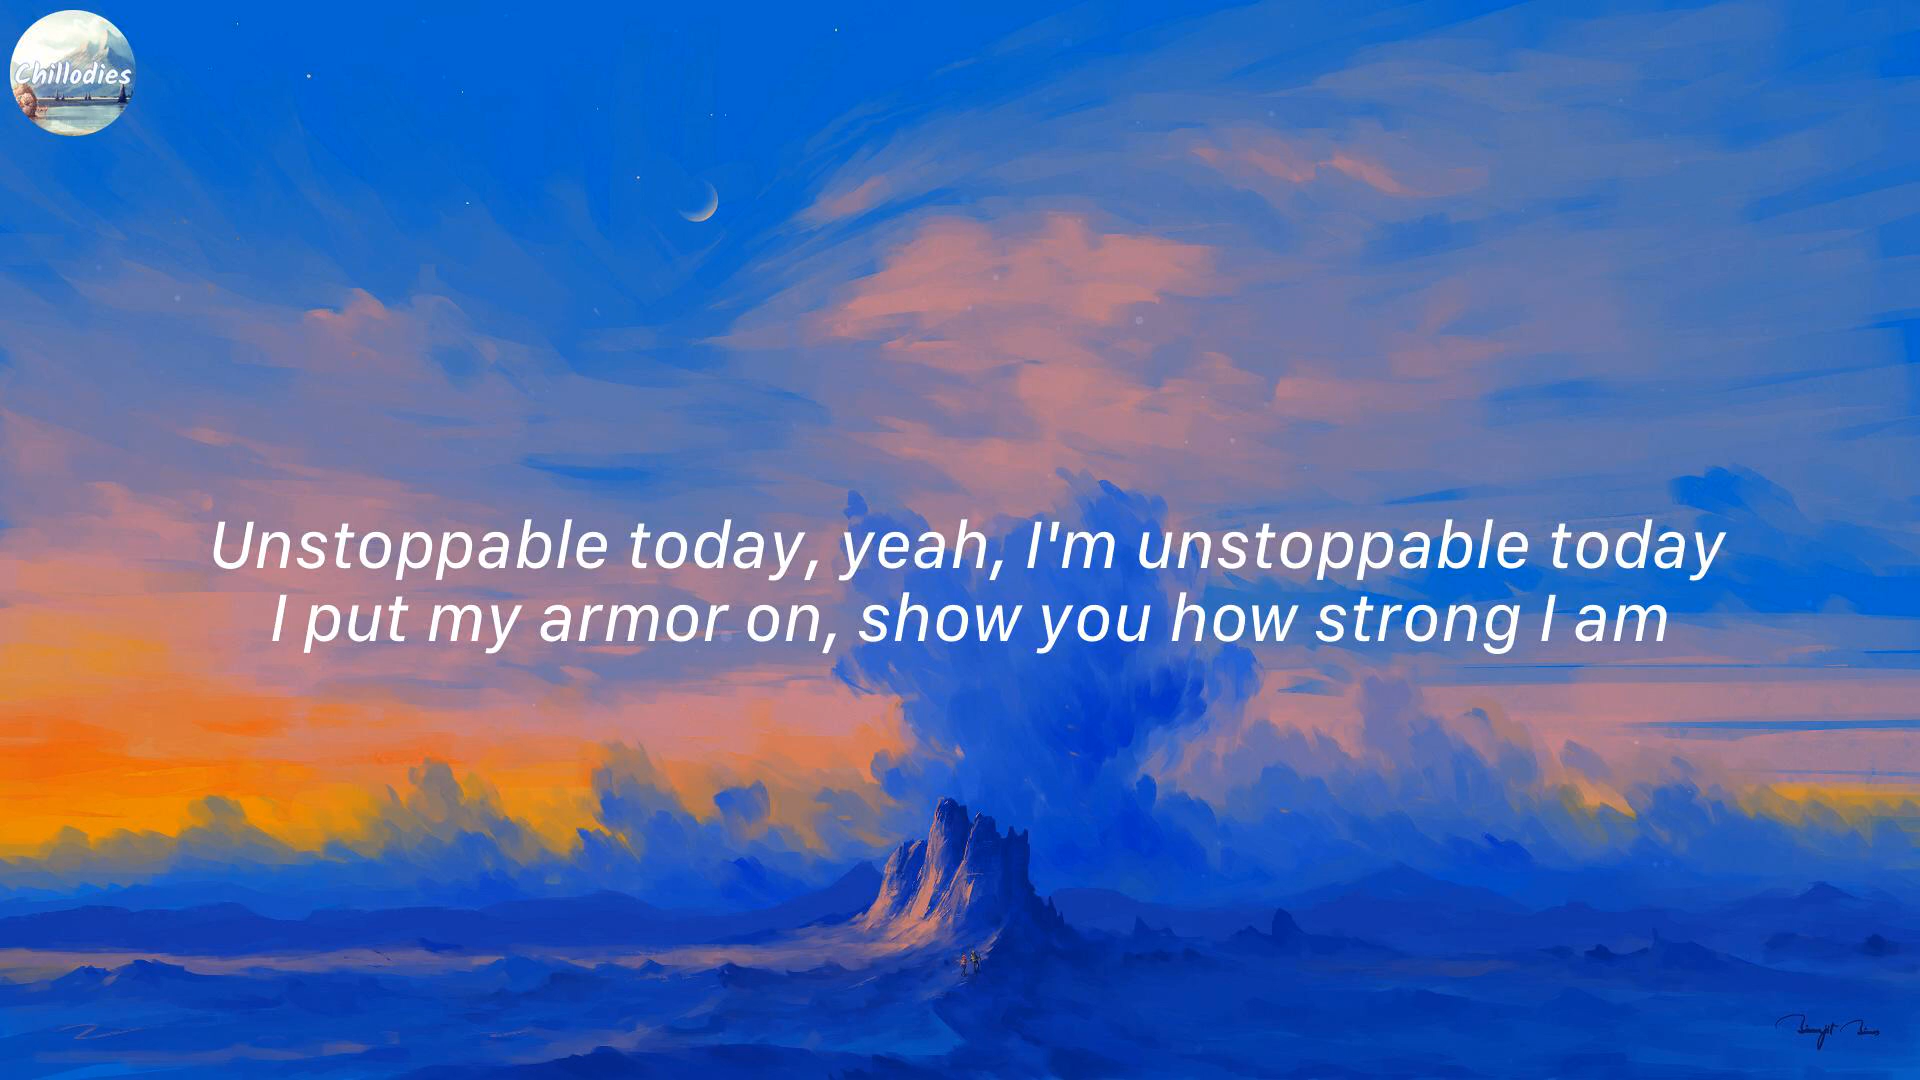 Chillodies
Unstoppable today, yeah, I'm unstoppable today
I put my armor on, show you how strong I am